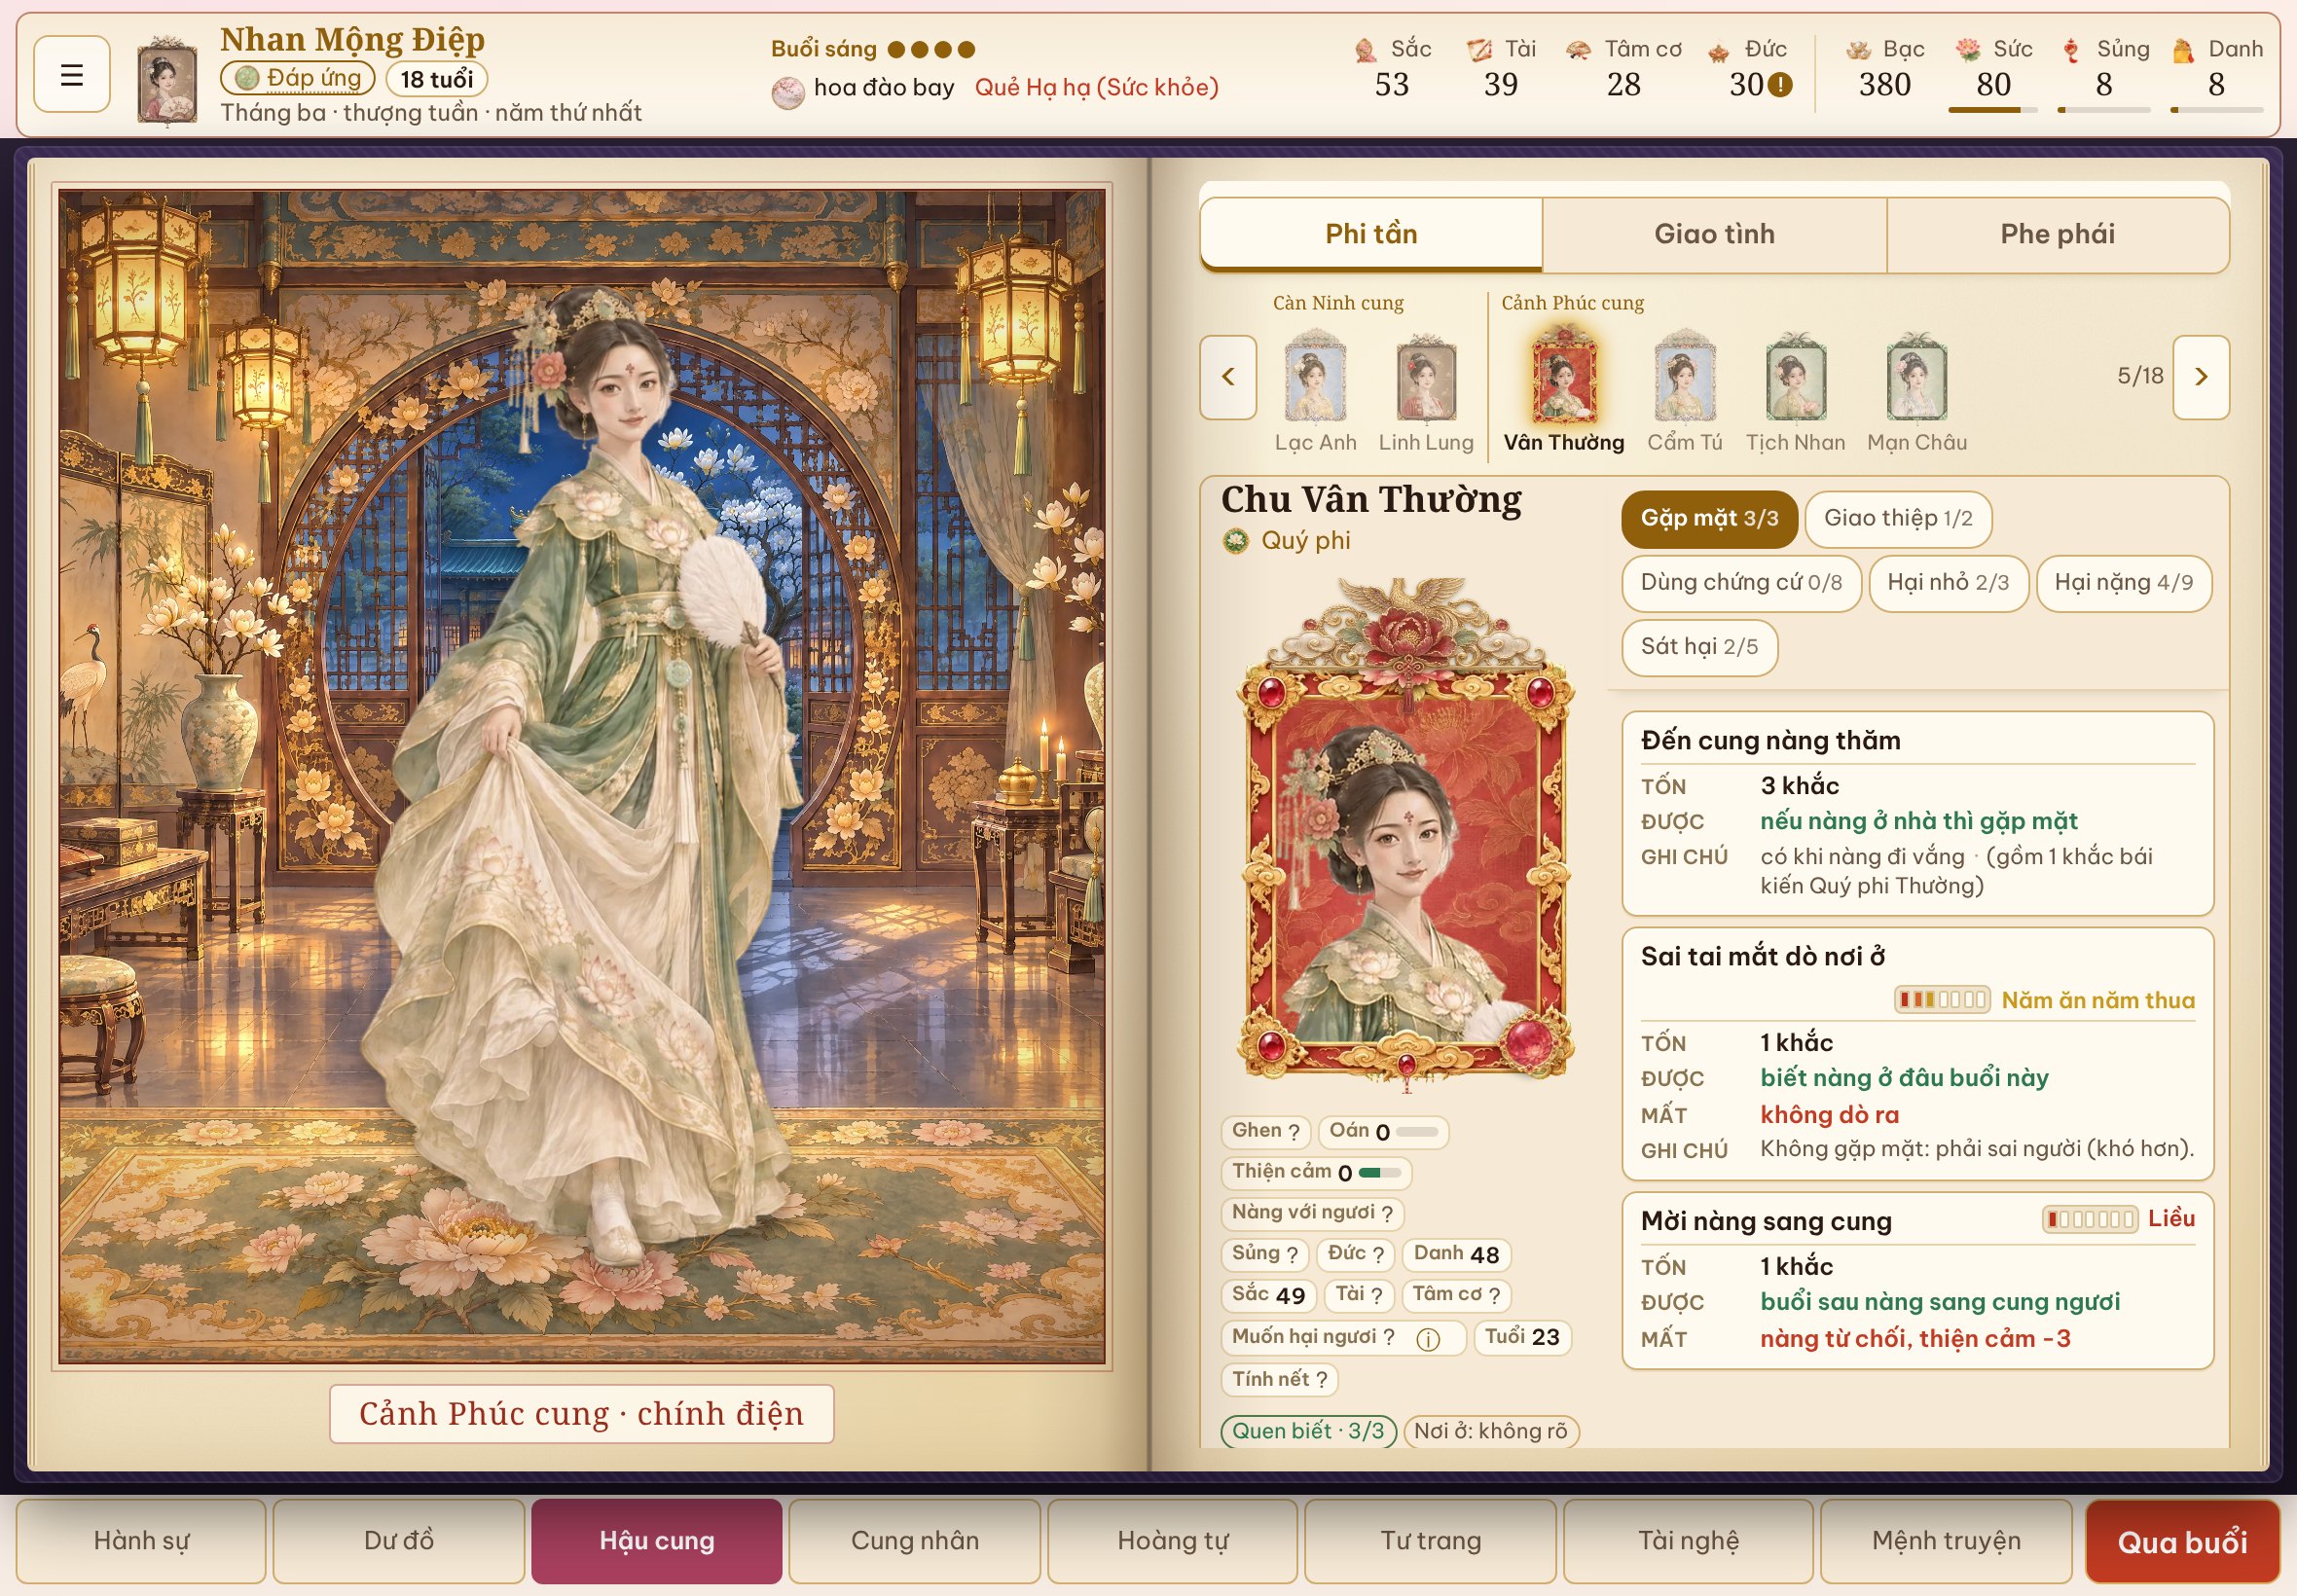 Nhan Mộng Điệp
Đáp ứng 18 tuổi
Tháng ba · thượng tuần · năm thứ nhất
Buổi sáng
hoa đào bay Quẻ Hạ hạ (Sức khỏe)
Sắc Tài Tâm cơ Đức Bạc Sức Sủng Danh
53 39 28 30 ! 380 80 8 8
Phi tần Giao tình Phe phái
Càn Ninh cung Cảnh Phúc cung
5/18
Lạc Anh Linh Lung Vân Thường Cẩm Tú Tịch Nhan Mạn Châu
Chu Vân Thường
Quý phi
Ghen ? Oán 0
Thiện cảm 0
Nàng với ngươi ?
Sủng ? Đức ? Danh 48
Sắc 49 Tài ? Tâm cơ ?
Muốn hại ngươi ? ⓘ Tuổi 23
Tính nết ?
Quen biết · 3/3 Nơi ở: không rõ
Gặp mặt 3/3 Giao thiệp 1/2
Dùng chứng cứ 0/8 Hại nhỏ 2/3 Hại nặng 4/9
Sát hại 2/5
Đến cung nàng thăm
TỐN 3 khắc
ĐƯỢC nếu nàng ở nhà thì gặp mặt
GHI CHÚ có khi nàng đi vắng · (gồm 1 khắc bái
kiến Quý phi Thường)
Sai tai mắt dò nơi ở
Năm ăn năm thua
TỐN 1 khắc
ĐƯỢC biết nàng ở đâu buổi này
MẤT không dò ra
GHI CHÚ Không gặp mặt: phải sai người (khó hơn).
Mời nàng sang cung Liều
TỐN 1 khắc
ĐƯỢC buổi sau nàng sang cung ngươi
MẤT nàng từ chối, thiện cảm -3
Cảnh Phúc cung · chính điện
Hành sự Dư đồ Hậu cung Cung nhân Hoàng tự Tư trang Tài nghệ Mệnh truyện Qua buổi